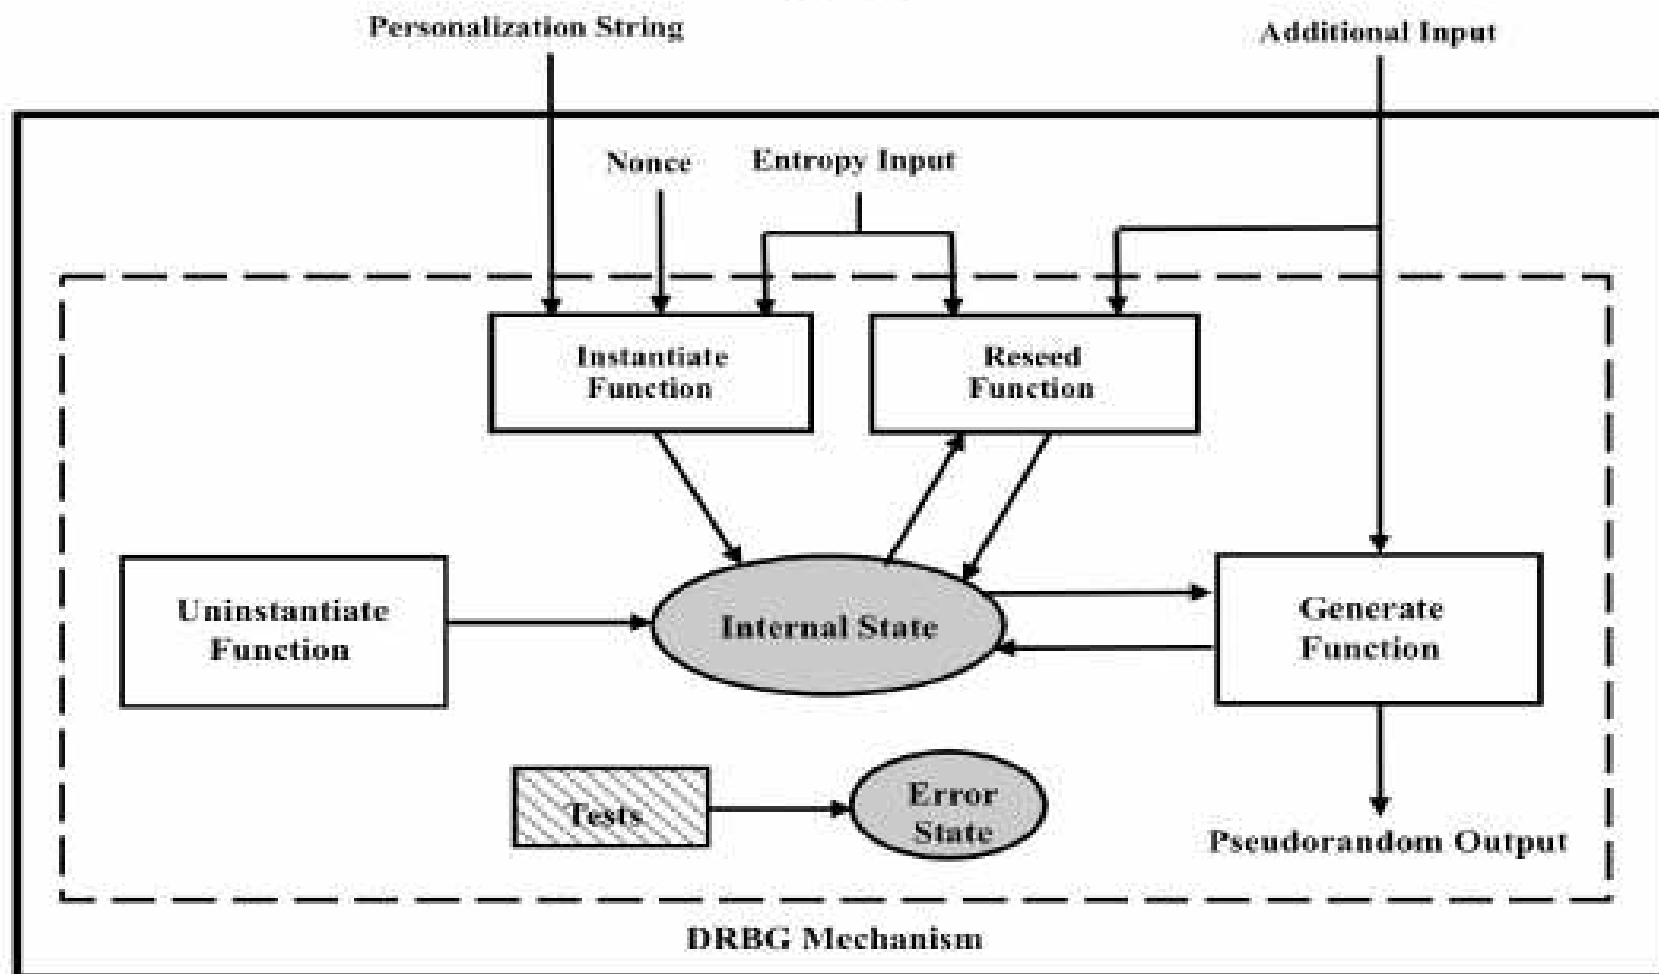 Personalization String
Additional Input
Nonce
Entropy Input
Instantiate
Function
Reseed
Function
Uninstantiate
Function
Internal State
Generate
Function
Tests
Error
State
Pseudorandom Output
DRBG Mechanism